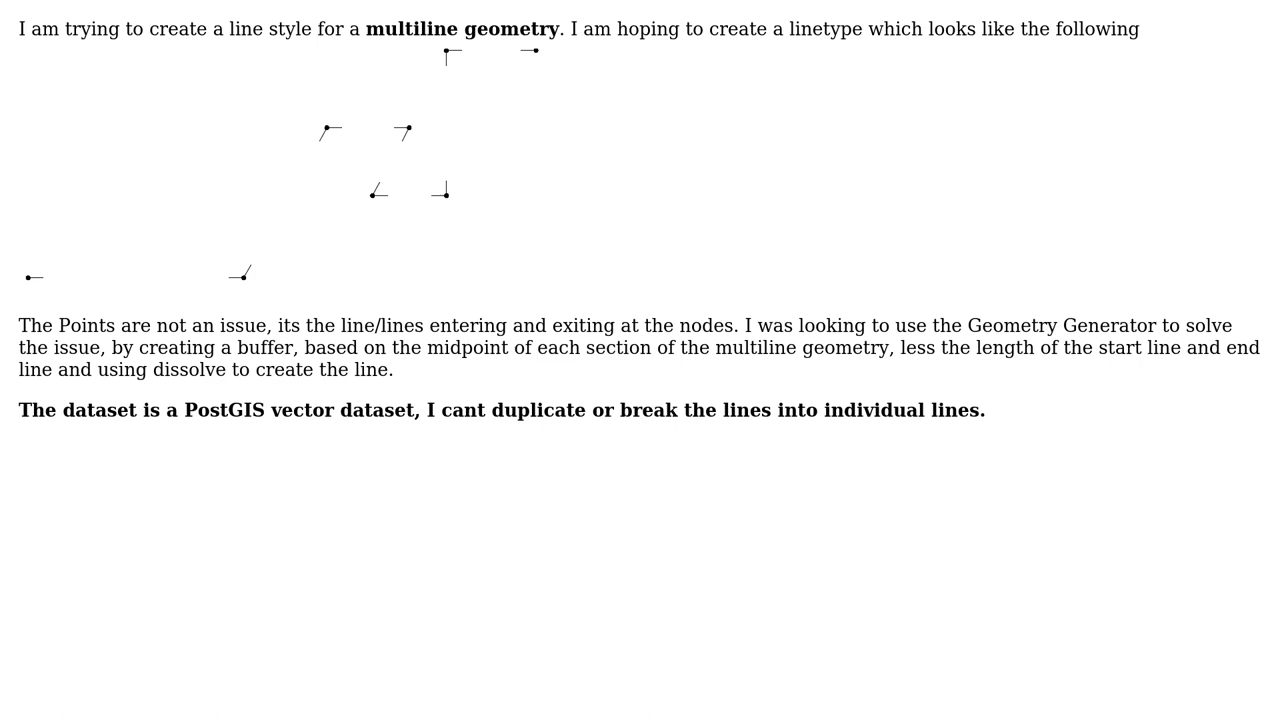 I am trying to create a line style for a multiline geometry. I am hoping to create a linetype which looks like the following
The Points are not an issue, its the line/lines entering and exiting at the nodes. I was looking to use the Geometry Generator to solve
the issue, by creating a buffer, based on the midpoint of each section of the multiline geometry, less the length of the start line and end
line and using dissolve to create the line.
The dataset is a PostGIS vector dataset, I cant duplicate or break the lines into individual lines.